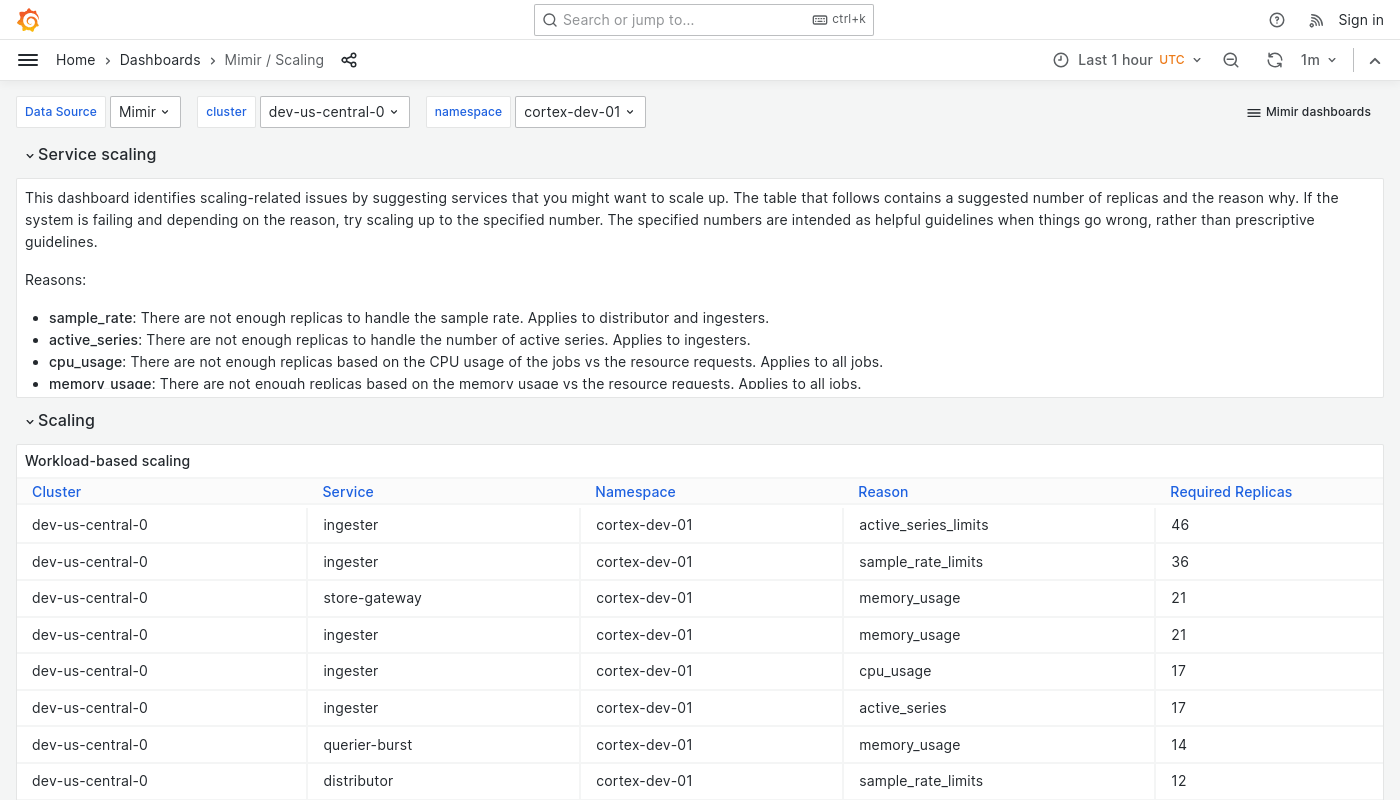 Search or jump to... ctrl+k Sign in
Home Dashboards Mimir / Scaling Last 1 hour UTC 1m
Data Source Mimir cluster dev-us-central-0 namespace cortex-dev-01 Mimir dashboards
Service scaling
This dashboard identifies scaling-related issues by suggesting services that you might want to scale up. The table that follows contains a suggested number of replicas and the reason why. If the
system is failing and depending on the reason, try scaling up to the specified number. The specified numbers are intended as helpful guidelines when things go wrong, rather than prescriptive
guidelines.
Reasons:
• sample_rate: There are not enough replicas to handle the sample rate. Applies to distributor and ingesters.
• active_series: There are not enough replicas to handle the number of active series. Applies to ingesters.
• cpu_usage: There are not enough replicas based on the CPU usage of the jobs vs the resource requests. Applies to all jobs.
• memory_usage: There are not enough replicas based on the memory usage vs the resource requests. Applies to all jobs.
Scaling
Workload-based scaling
Cluster Service Namespace Reason Required Replicas
dev-us-central-0 ingester cortex-dev-01 active_series_limits 46
dev-us-central-0 ingester cortex-dev-01 sample_rate_limits 36
dev-us-central-0 store-gateway cortex-dev-01 memory_usage 21
dev-us-central-0 ingester cortex-dev-01 memory_usage 21
dev-us-central-0 ingester cortex-dev-01 cpu_usage 17
dev-us-central-0 ingester cortex-dev-01 active_series 17
dev-us-central-0 querier-burst cortex-dev-01 memory_usage 14
dev-us-central-0 distributor cortex-dev-01 sample_rate_limits 12